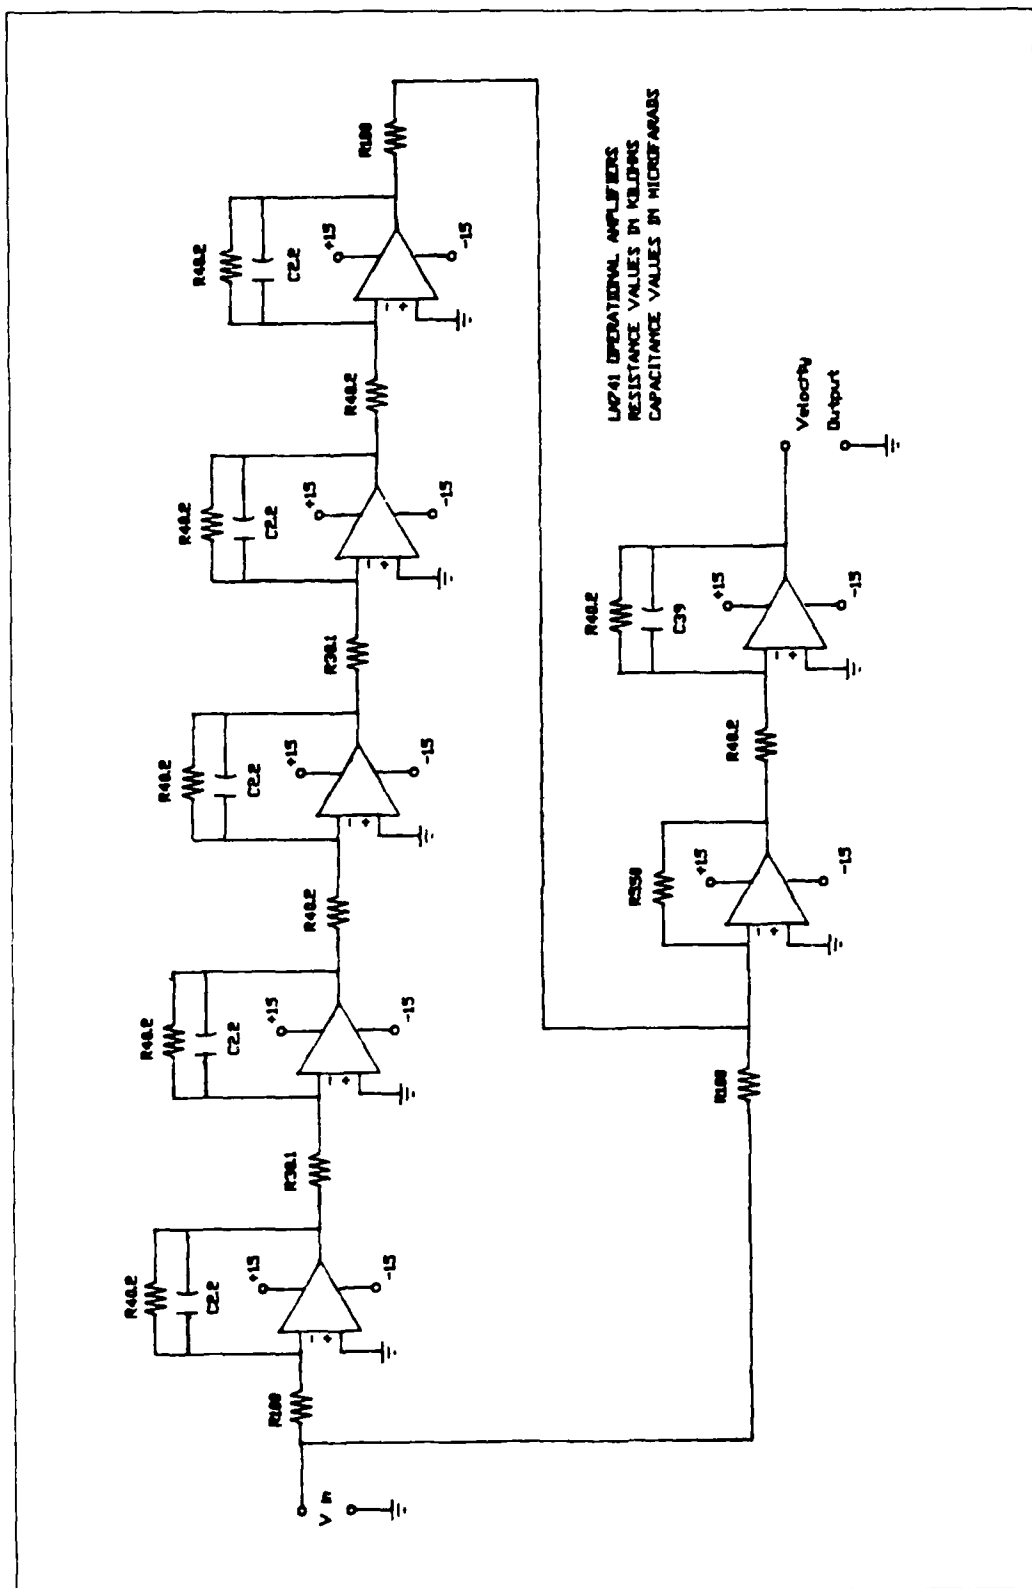 V in
R100
R40.2
C2.2
+15
-
+
-15
R30.1
R40.2
C2.2
+15
-
+
-15
R40.2
R40.2
C2.2
+15
-
+
-15
R30.1
R40.2
C2.2
+15
-
+
-15
R40.2
R40.2
C2.2
+15
-
+
-15
R100
LM741 OPERATIONAL AMPLIFIERS
RESISTANCE VALUES IN KILOHMS
CAPACITANCE VALUES IN MICROFARADS
R100
+15
-
+
-15
R40.2
R40.2
C39
+15
-
+
-15
Velocity
Output